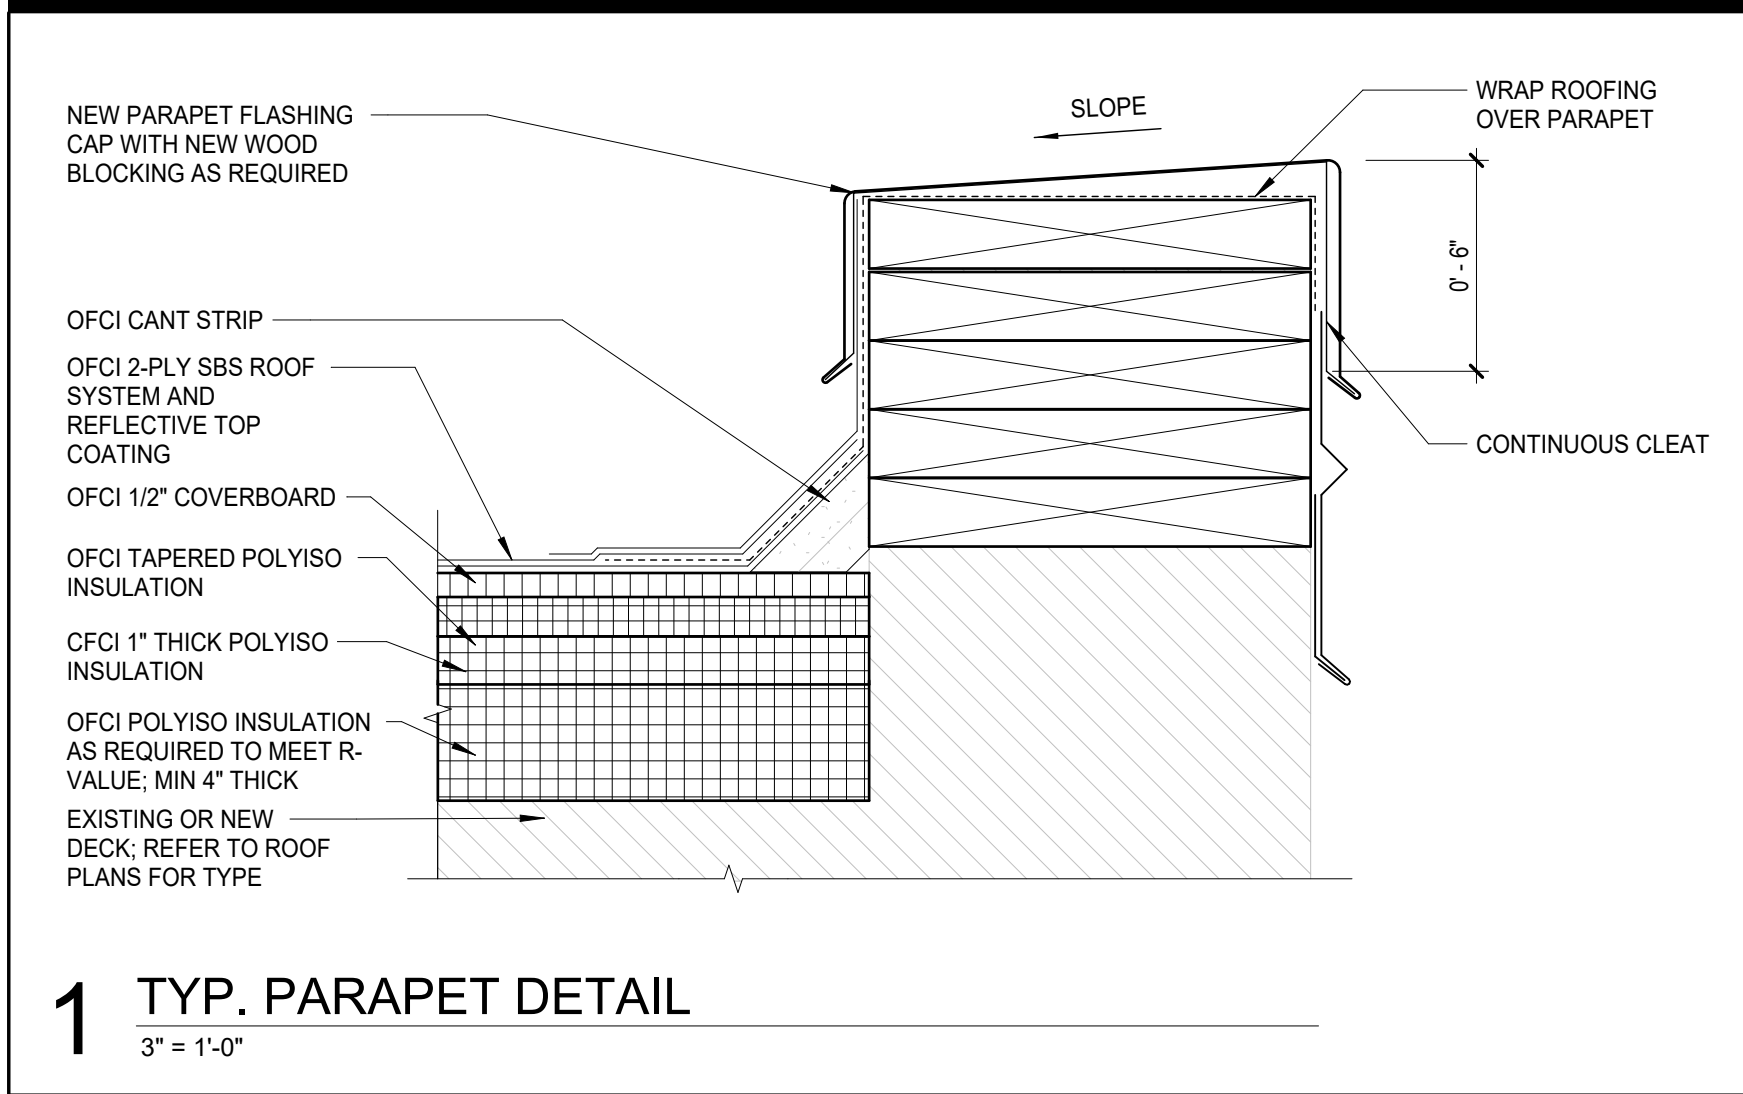 NEW PARAPET FLASHING
CAP WITH NEW WOOD
BLOCKING AS REQUIRED
SLOPE
WRAP ROOFING
OVER PARAPET
0' - 6"
OFCI CANT STRIP
OFCI 2-PLY SBS ROOF
SYSTEM AND
REFLECTIVE TOP
COATING
CONTINUOUS CLEAT
OFCI 1/2" COVERBOARD
OFCI TAPERED POLYISO
INSULATION
CFCI 1" THICK POLYISO
INSULATION
OFCI POLYISO INSULATION
AS REQUIRED TO MEET R-
VALUE; MIN 4" THICK
EXISTING OR NEW
DECK; REFER TO ROOF
PLANS FOR TYPE
1 TYP. PARAPET DETAIL
3" = 1'-0"